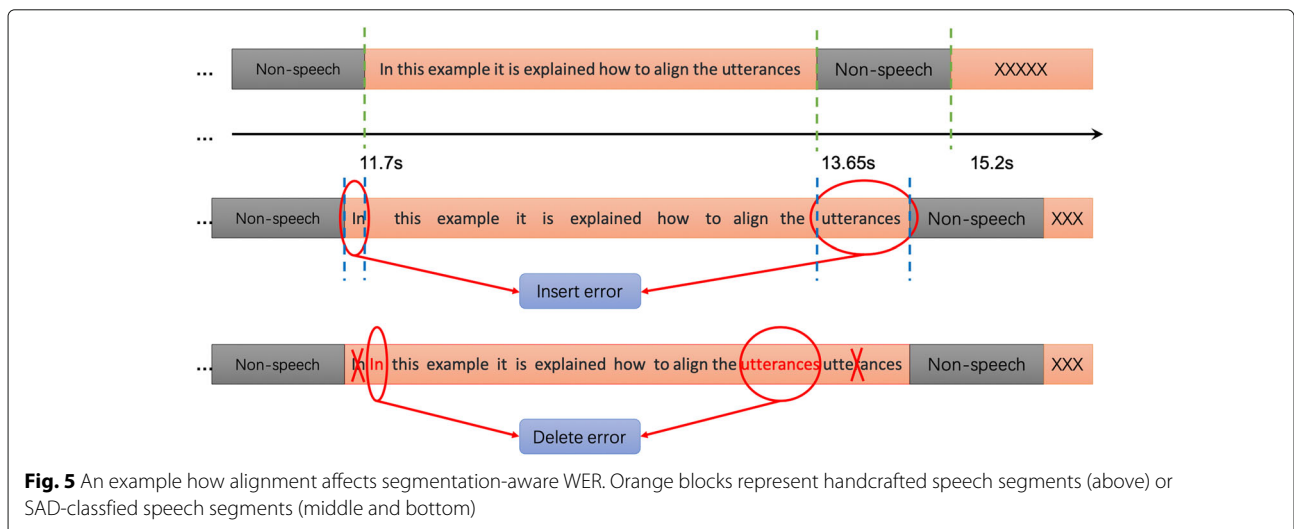 ... Non-speech In this example it is explained how to align the utterances Non-speech XXXXX
...
11.7s 13.65s 15.2s
... Non-speech In this example it is explained how to align the utterances Non-speech XXX
Insert error
... Non-speech In In this example it is explained how to align the utterances utterances Non-speech XXX
Delete error
Fig. 5 An example how alignment affects segmentation-aware WER. Orange blocks represent handcrafted speech segments (above) or
SAD-classfied speech segments (middle and bottom)